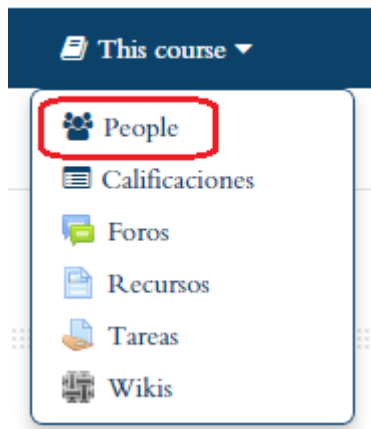 This course
People
Calificaciones
Foros
Recursos
Tareas
Wikis